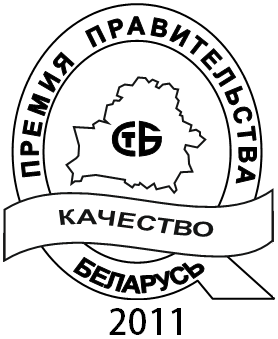 ПРЕМИЯ ПРАВИТЕЛЬСТВА
СТБ
КАЧЕСТВО
БЕЛАРУСЬ
2011